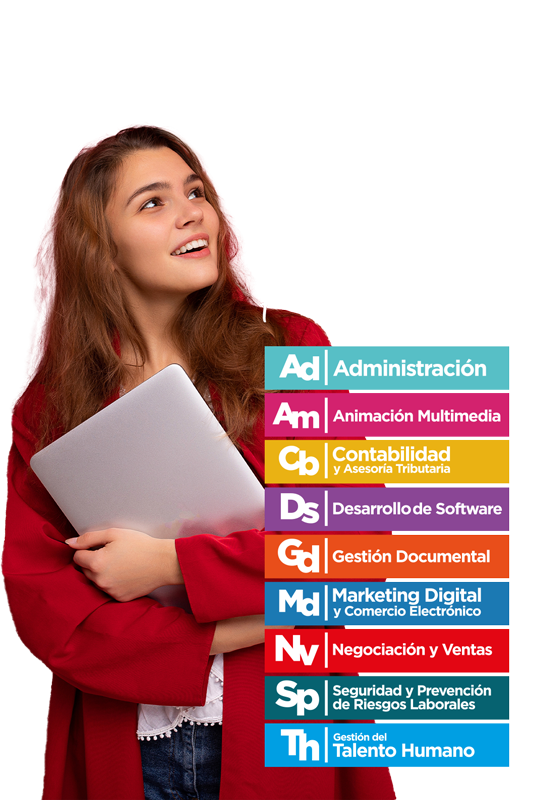 Ad Administración
Am Animación Multimedia
Cb Contabilidad
y Asesoría Tributaria
Ds Desarrollo de Software
Gd Gestión Documental
Md Marketing Digital
y Comercio Electrónico
Nv Negociación y Ventas
Sp Seguridad y Prevención
de Riesgos Laborales
Th Gestión del
Talento Humano